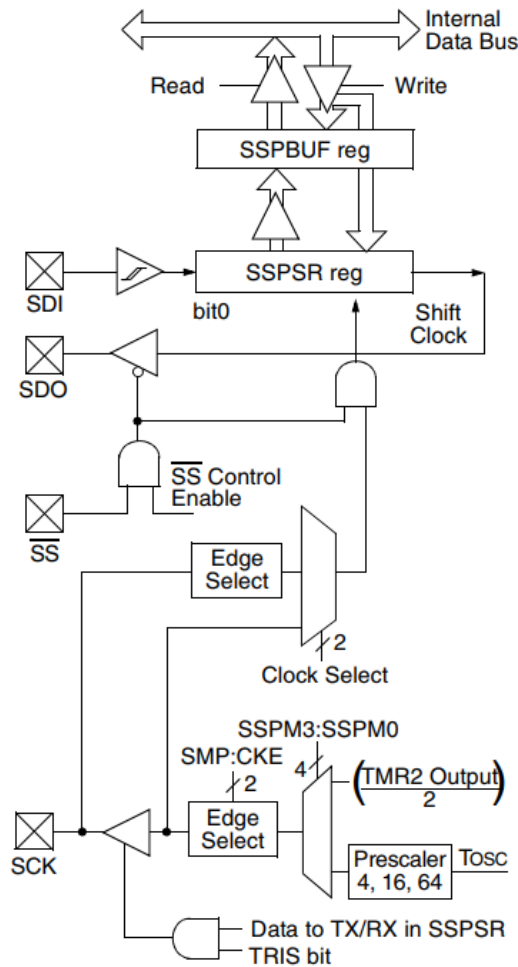 Internal
Data Bus
Read
Write
SSPBUF reg
SSPSR reg
SDI
bit0
Shift
Clock
SDO
SS Control
Enable
SS
Edge
Select
2
Clock Select
SSPM3:SSPM0
SMP:CKE
4
2
(TMR2 Output)
2
Edge
Select
SCK
Prescaler
4, 16, 64
TOSC
Data to TX/RX in SSPSR
TRIS bit